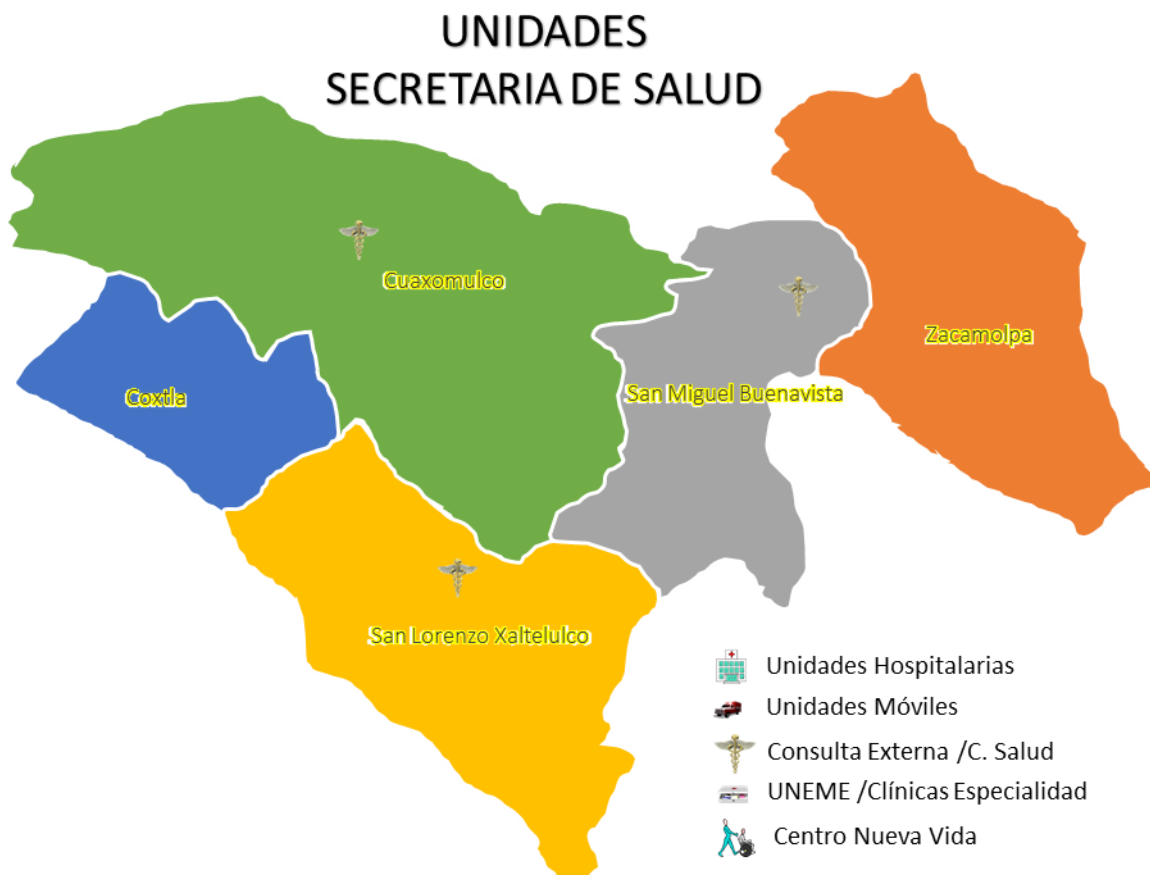 UNIDADES
SECRETARIA DE SALUD
Cuaxomulco
Zacamolpa
Coxtla
San Miguel Buenavista
San Lorenzo Xaltelulco
Unidades Hospitalarias
Unidades Móviles
Consulta Externa /C. Salud
UNEME /Clínicas Especialidad
Centro Nueva Vida